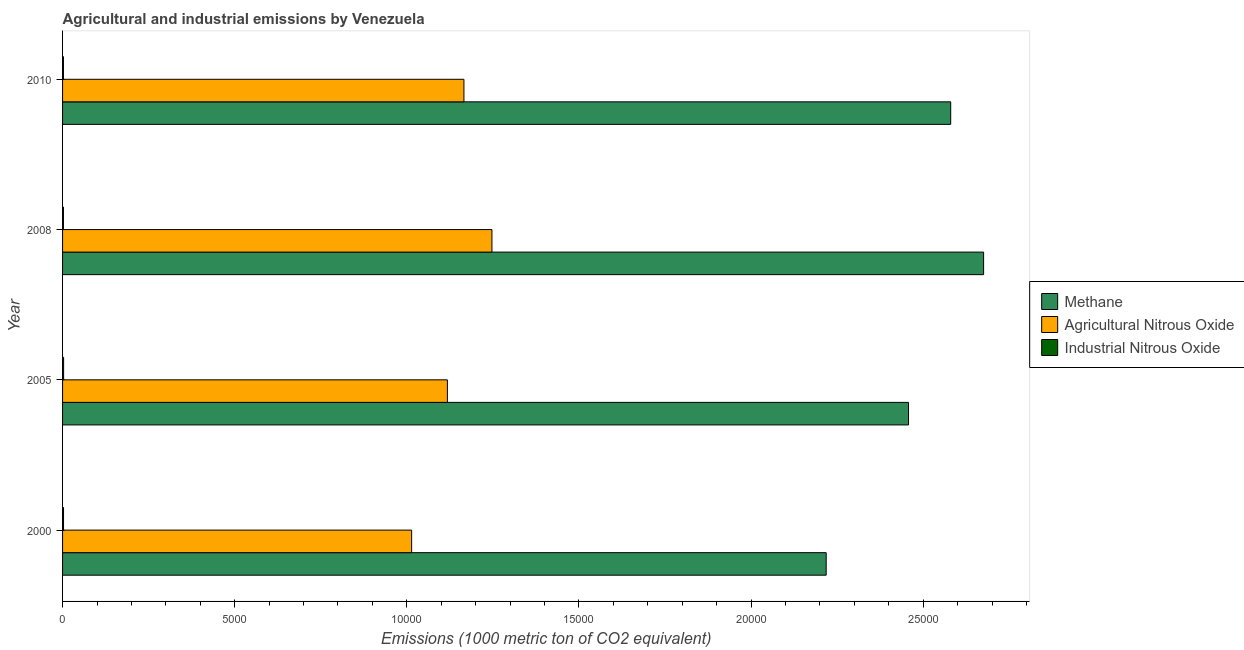 Agricultural and industrial emissions by Venezuela
2010
2008
2005
2000
Year
0
5000
10000
15000
20000
25000
Emissions (1000 metric ton of CO2 equivalent)
Methane
Agricultural Nitrous Oxide
Industrial Nitrous Oxide